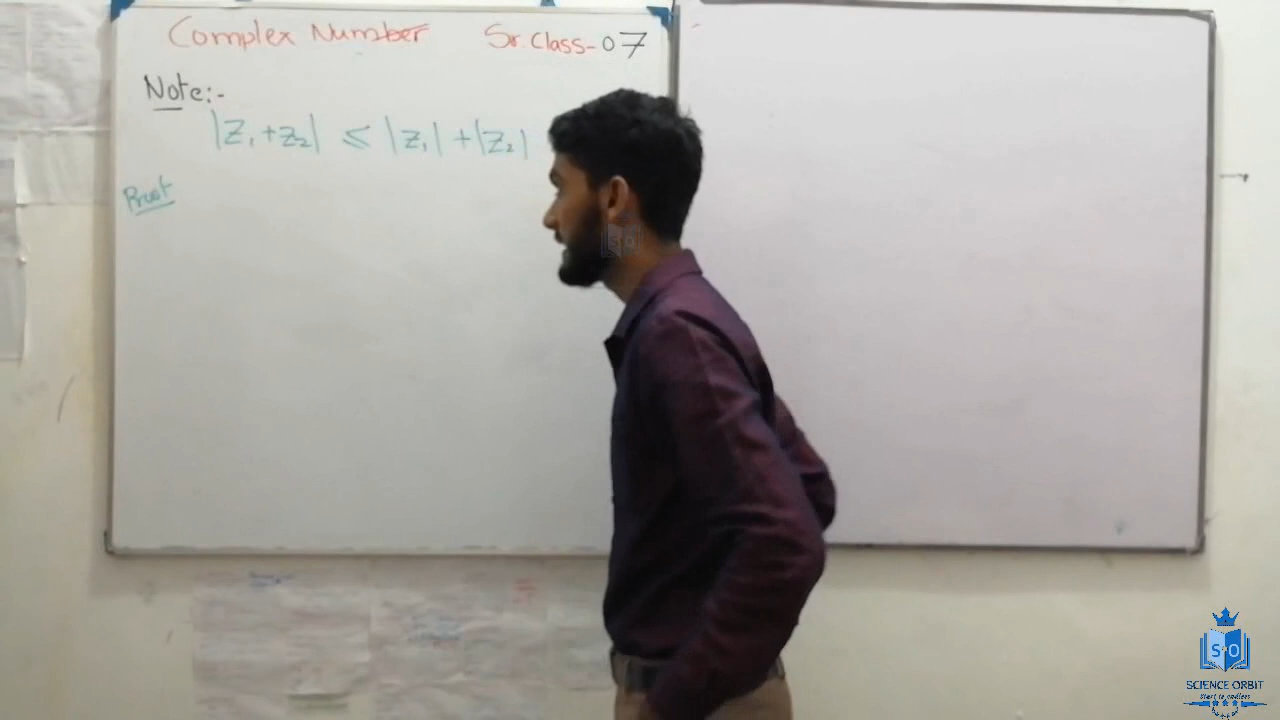 Complex Number Sr. Class-07
Note:-
|Z₁+Z₂| ≤ |Z₁|+|Z₂|
Proof
S O
S O
SCIENCE ORBIT